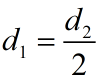 d₁ = d₂/2